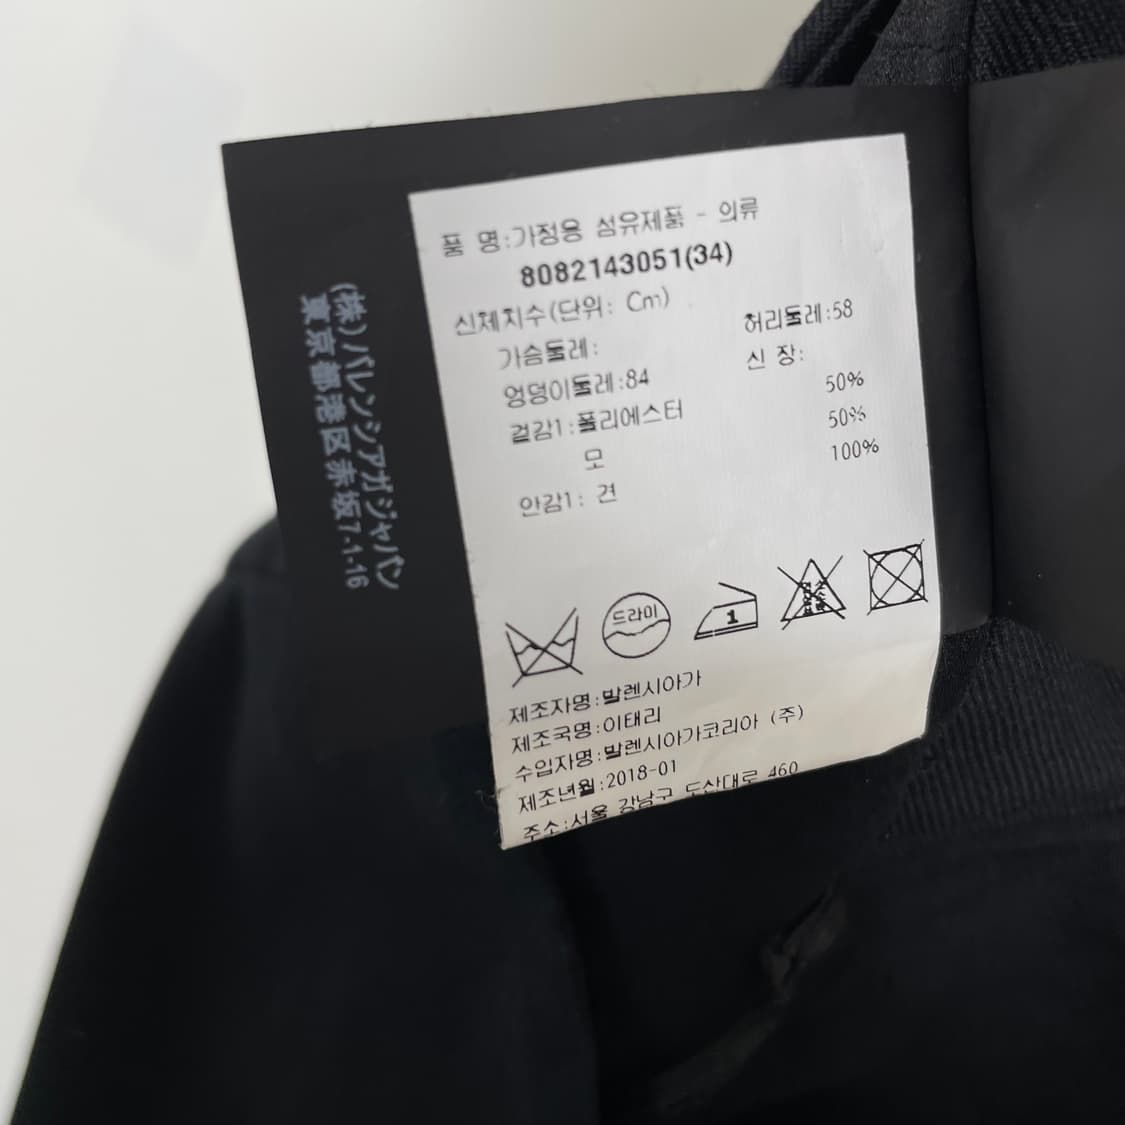 품 명:가정용 섬유제품 - 의류
8082143051(34)
신체치수(단위: Cm)
가슴둘레: 허리둘레:58
엉덩이둘레:84 신 장:
겉감1:폴리에스터 50%
모 50%
안감1: 견 100%
드라이
1
제조자명:발렌시아가
제조국명:이태리
수입자명:발렌시아가코리아 (주)
제조년월:2018-01
주소:서울 강남구 도산대로 460
(株)バレンシアガジャパン
東京都港区赤坂7-1-16